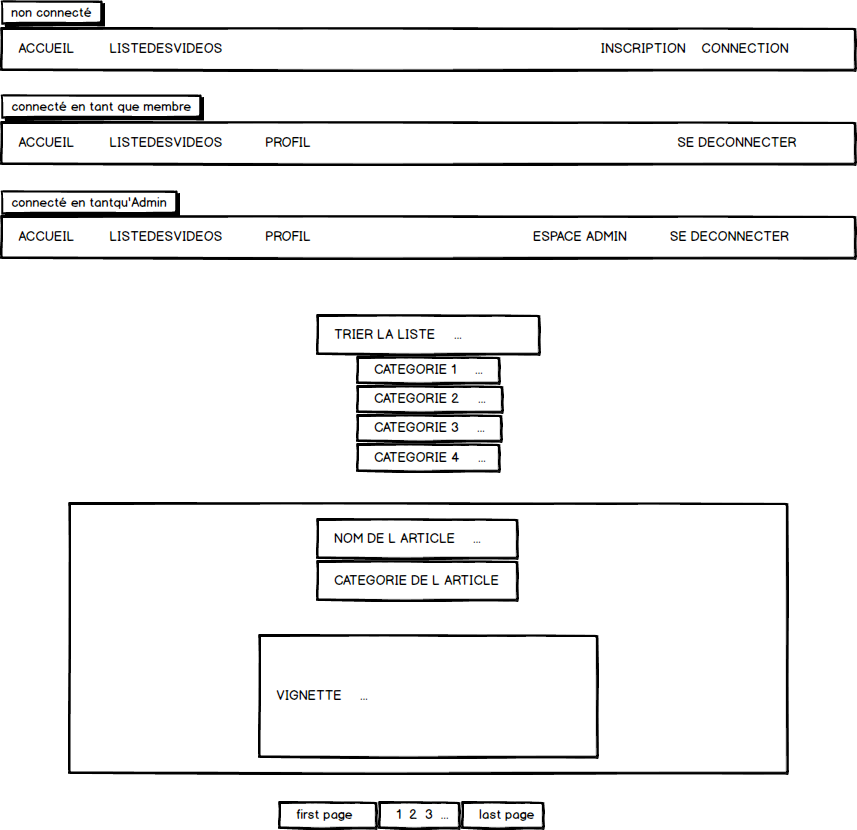 non connecté
ACCUEIL LISTEDESVIDEOS INSCRIPTION CONNECTION
connecté en tant que membre
ACCUEIL LISTEDESVIDEOS PROFIL SE DECONNECTER
connecté en tantqu'Admin
ACCUEIL LISTEDESVIDEOS PROFIL ESPACE ADMIN SE DECONNECTER
TRIER LA LISTE ...
CATEGORIE 1 ...
CATEGORIE 2 ...
CATEGORIE 3 ...
CATEGORIE 4 ...
NOM DE L ARTICLE ...
CATEGORIE DE L ARTICLE
VIGNETTE ...
first page 1 2 3 ... last page